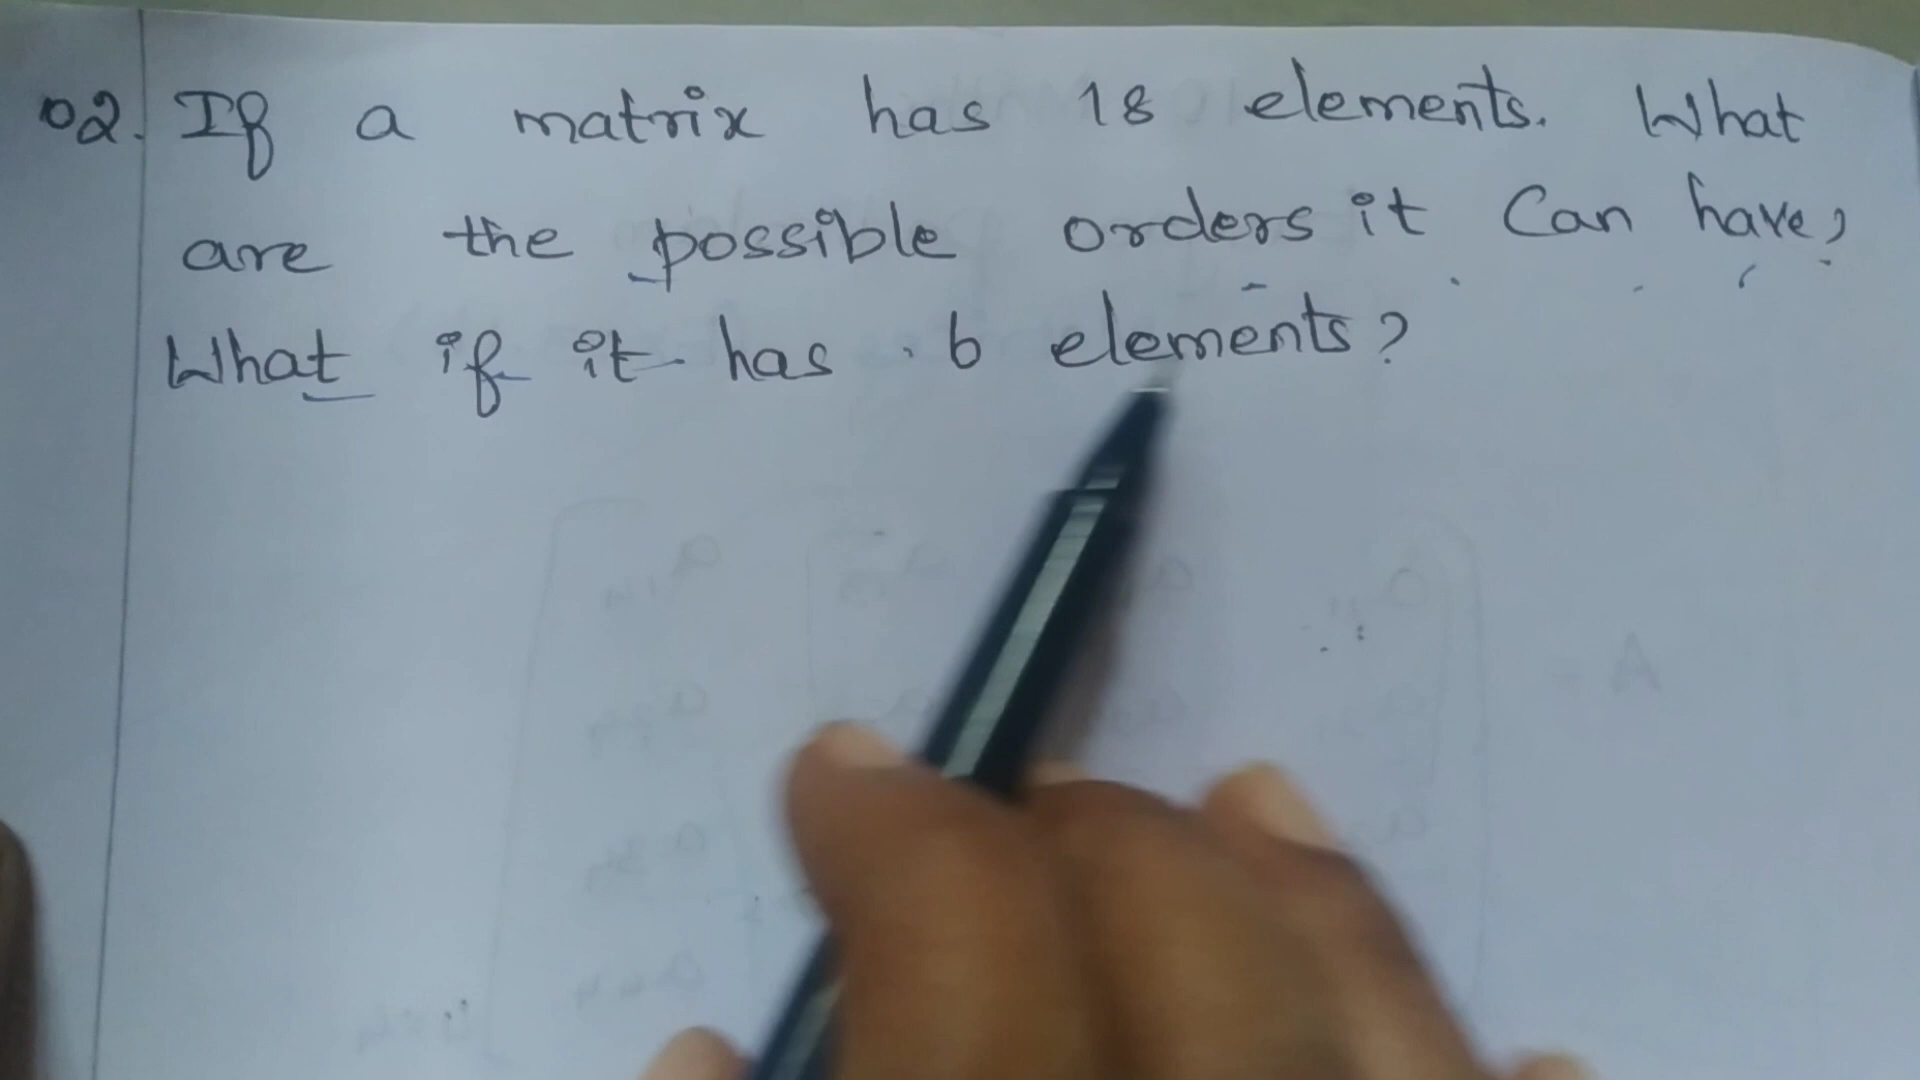 02. If a matrix has 18 elements. What
are the possible orders it can have,
What if it has 6 elements?